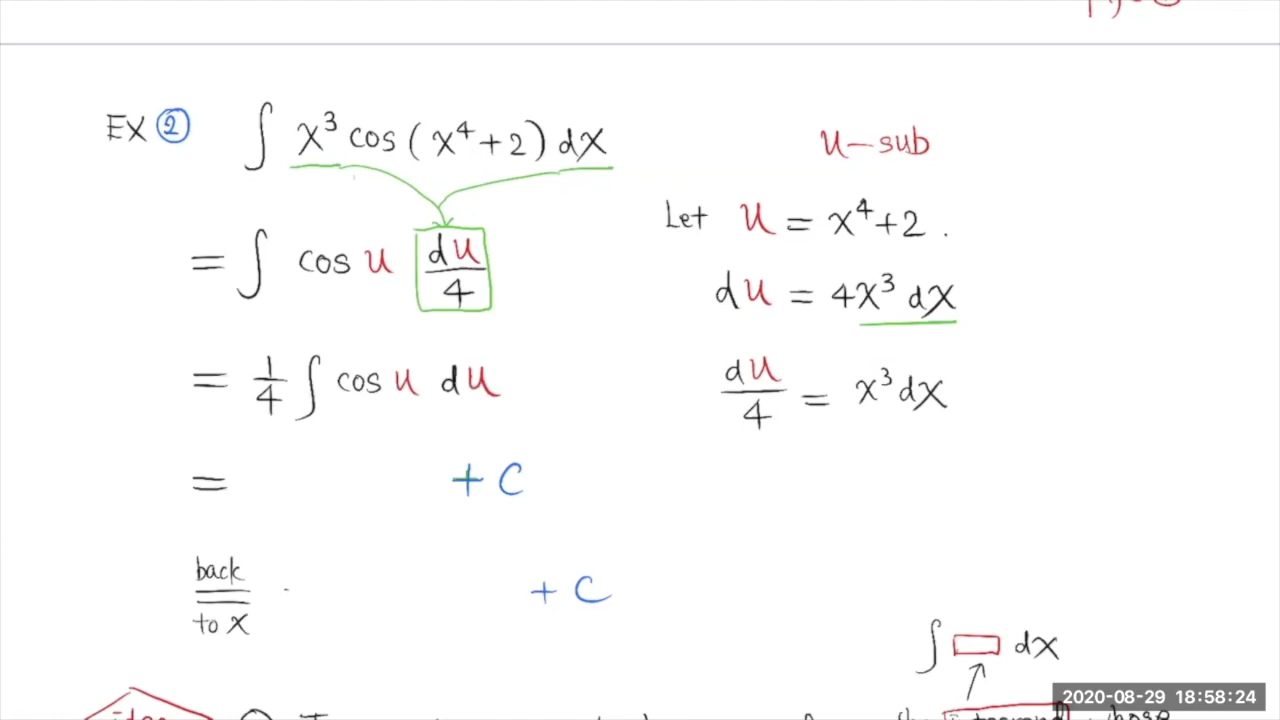 EX ② ∫ x³ cos (x⁴+2) dx
u-sub
Let u = x⁴+2.
= ∫ cos u du/4
du = 4x³ dx
= 1/4 ∫ cos u du
du/4 = x³ dx
= + C
back to x
+ C
∫ ▭ dx
2020-08-29 18:58:24